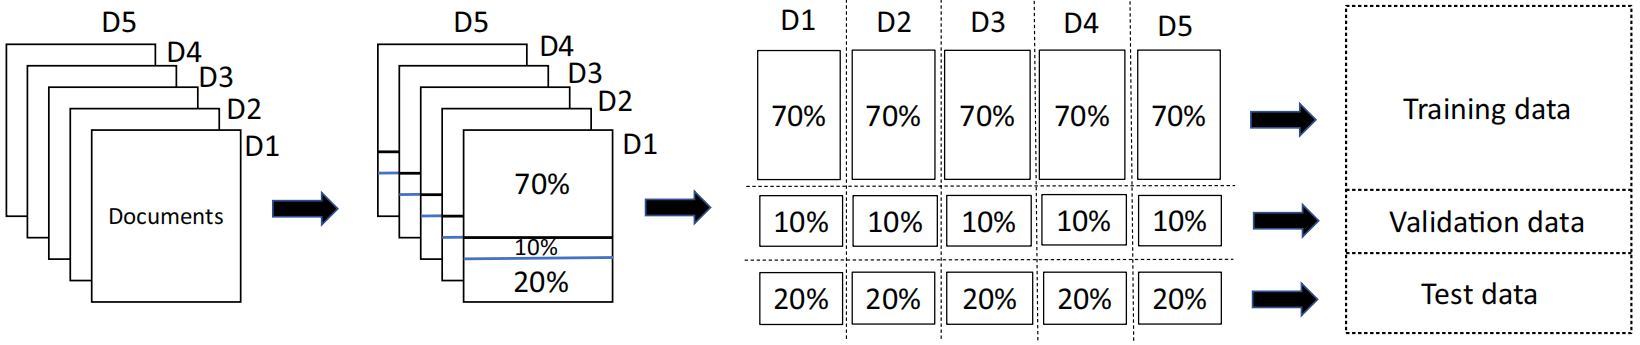 D5
D4
D3
D2
D1
Documents
D5
D4
D3
D2
D1
70%
10%
20%
D1 D2 D3 D4 D5
70% 70% 70% 70% 70%
Training data
10% 10% 10% 10% 10%
Validation data
20% 20% 20% 20% 20%
Test data